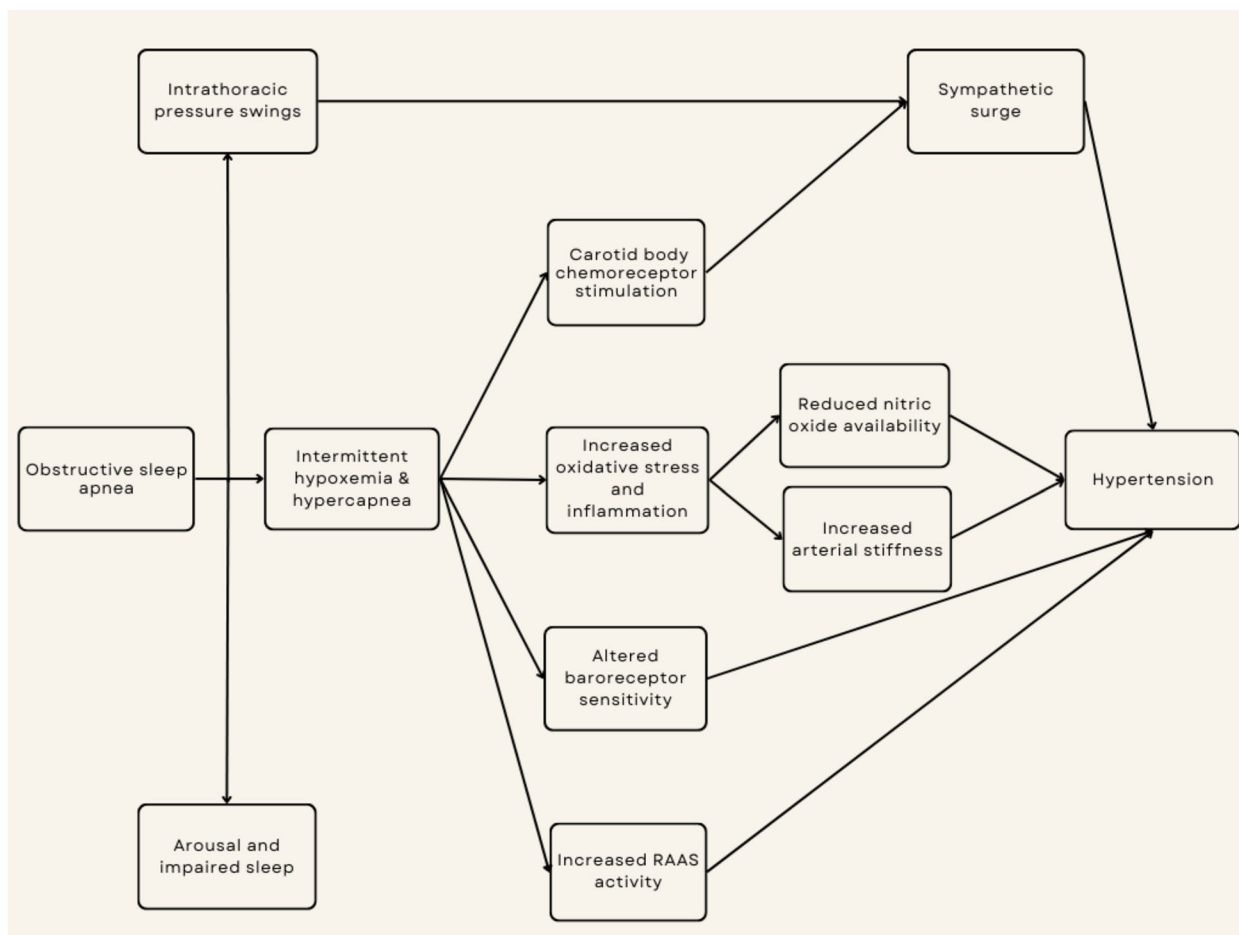 Intrathoracic
pressure swings
Sympathetic
surge
Carotid body
chemoreceptor
stimulation
Reduced nitric
oxide availability
Obstructive sleep
apnea
Intermittent
hypoxemia &
hypercapnea
Increased
oxidative stress
and
inflammation
Hypertension
Increased
arterial stiffness
Altered
baroreceptor
sensitivity
Arousal and
impaired sleep
Increased RAAS
activity